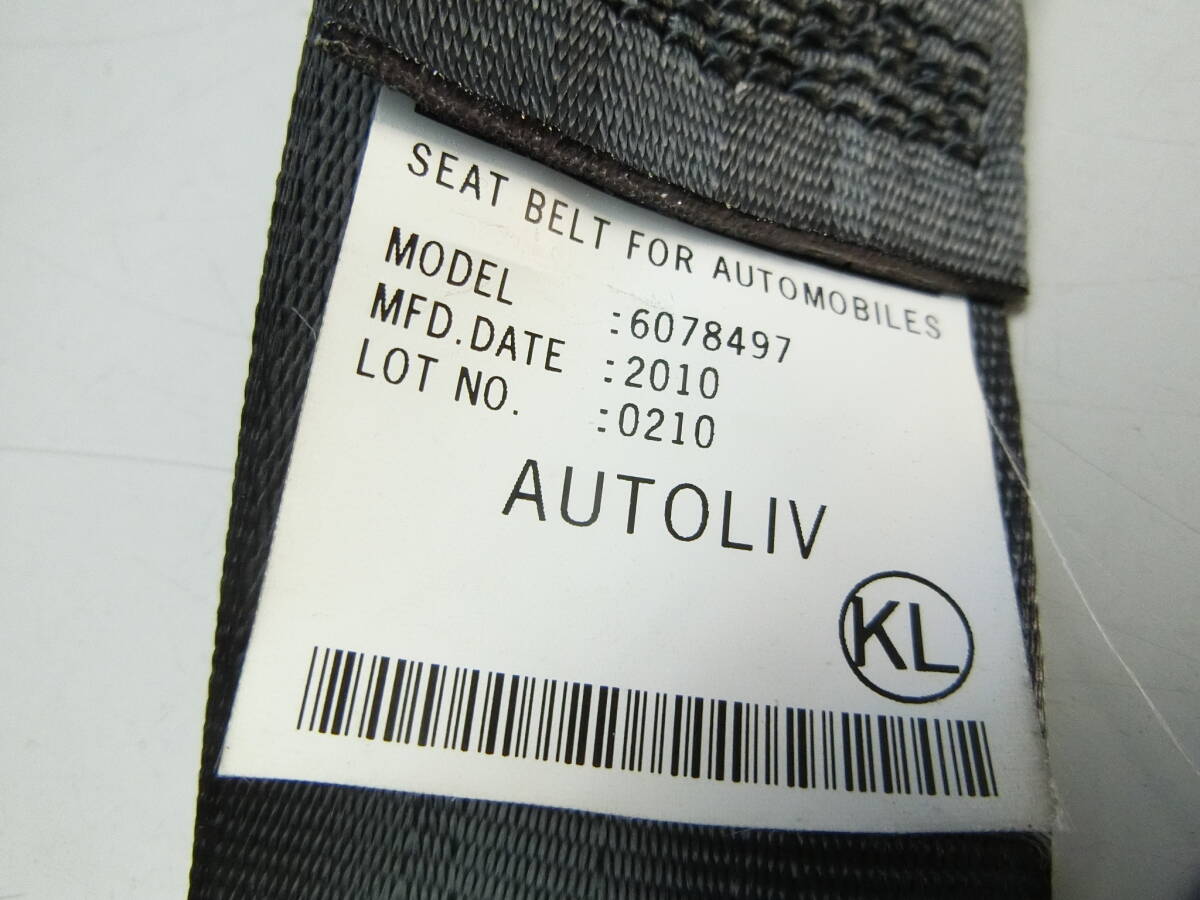 SEAT BELT FOR AUTOMOBILES
MODEL :6078497
MFD.DATE :2010
LOT NO. :0210
AUTOLIV
KL